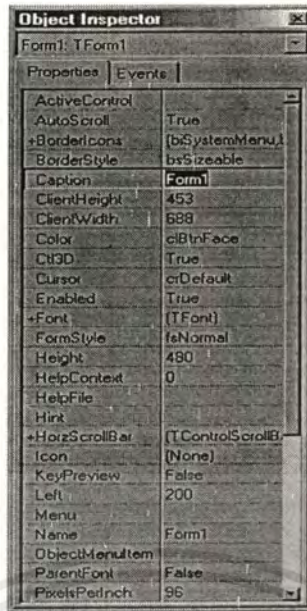 Object Inspector
Form1: TForm1
Properties Events
ActiveControl
AutoScroll True
+BorderIcons [biSystemMenu,
BorderStyle bsSizeable
Caption Form1
ClientHeight 453
ClientWidth 688
Color clBtnFace
Ctl3D True
Cursor crDefault
Enabled True
+Font (TFont)
FormStyle fsNormal
Height 480
HelpContext 0
HelpFile
Hint
+HorzScrollBar (TControlScrollBa
Icon (None)
KeyPreview False
Left 200
Menu
Name Form1
ObjectMenuItem
ParentFont False
PixelsPerInch 96